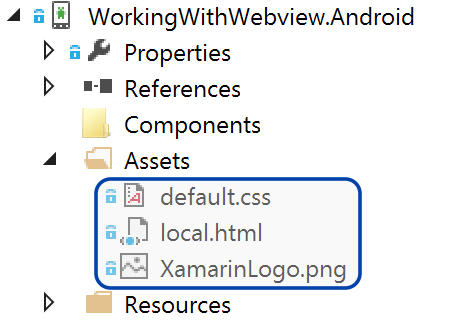 WorkingWithWebview.Android
Properties
References
Components
Assets
default.css
local.html
XamarinLogo.png
Resources